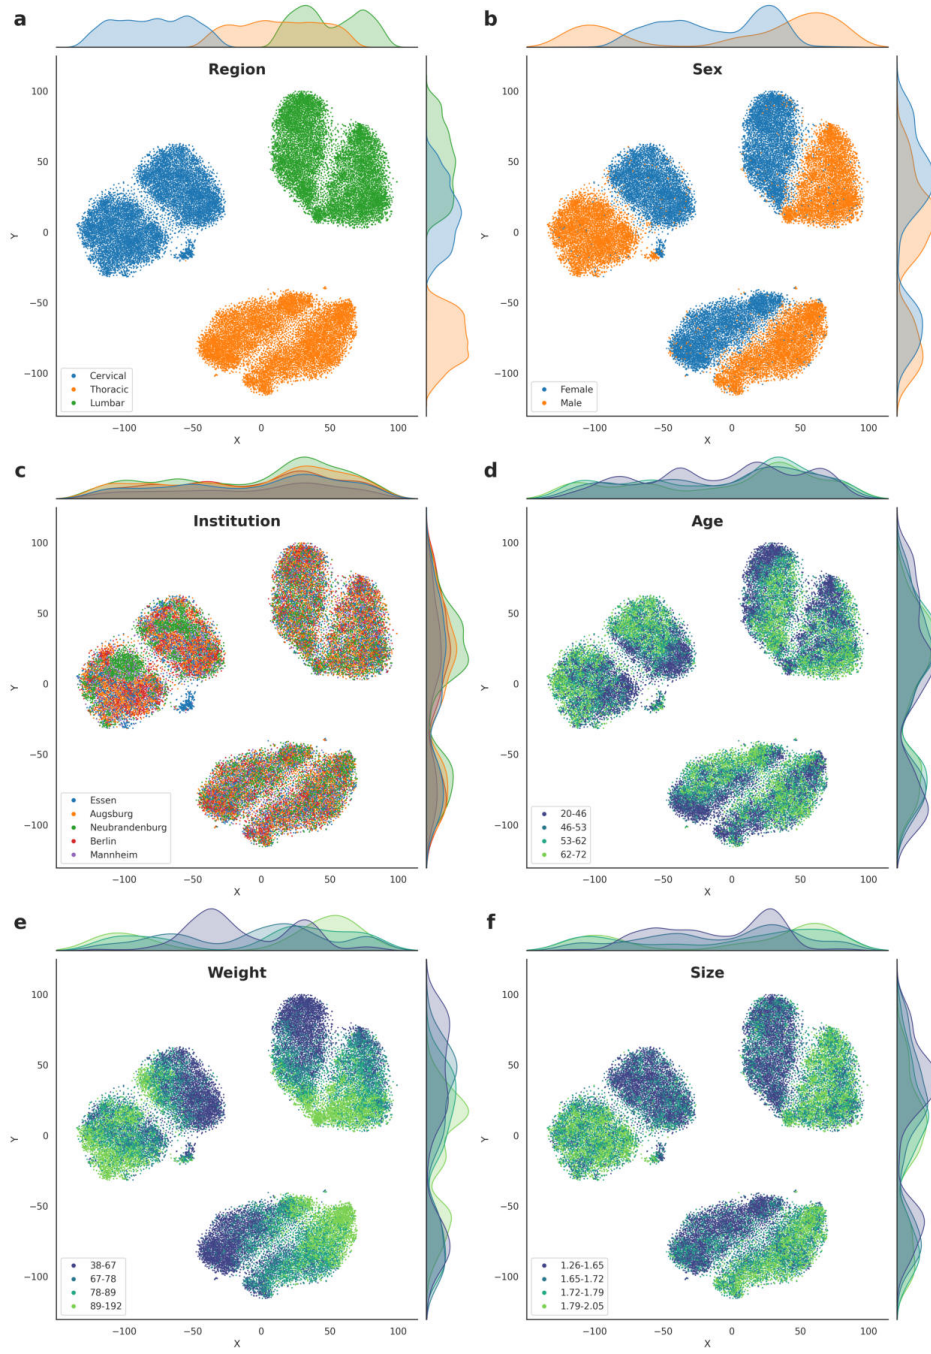 a
Region
100
50
0
−50
−100
Y
Cervical
Thoracic
Lumbar
−100
−50
0
50
100
X
b
Sex
100
50
0
−50
−100
Y
Female
Male
−100
−50
0
50
100
X
c
Institution
100
50
0
−50
−100
Y
Essen
Augsburg
Neubrandenburg
Berlin
Mannheim
−100
−50
0
50
100
X
d
Age
100
50
0
−50
−100
Y
20-46
46-53
53-62
62-72
−100
−50
0
50
100
X
e
Weight
100
50
0
−50
−100
Y
38-67
67-78
78-89
89-192
−100
−50
0
50
100
X
f
Size
100
50
0
−50
−100
Y
1.26-1.65
1.65-1.72
1.72-1.79
1.79-2.05
−100
−50
0
50
100
X